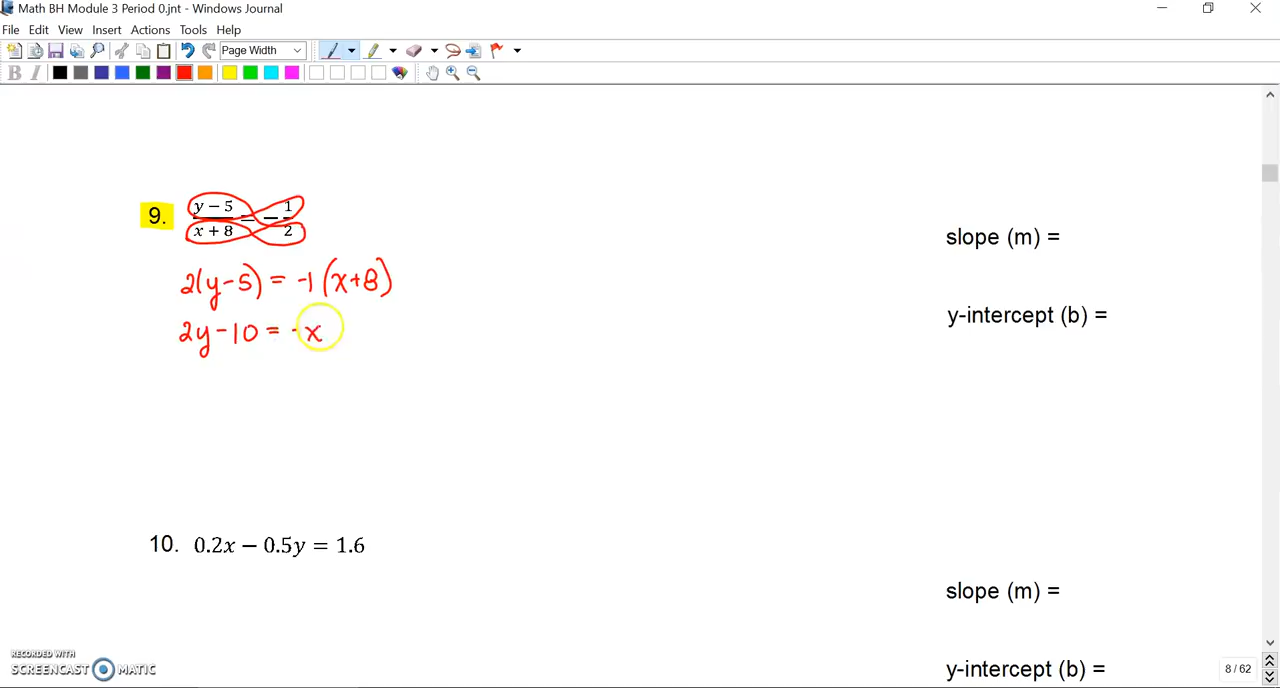 Math BH Module 3 Period 0.jnt - Windows Journal
File Edit View Insert Actions Tools Help
Page Width
B I
9. (y − 5)/(x + 8) = − 1/2
slope (m) =
2(y-5) = -1(x+8)
y-intercept (b) =
2y-10 = -x
10. 0.2x − 0.5y = 1.6
slope (m) =
RECORDED WITH
SCREENCAST MATIC
y-intercept (b) =
8 / 62